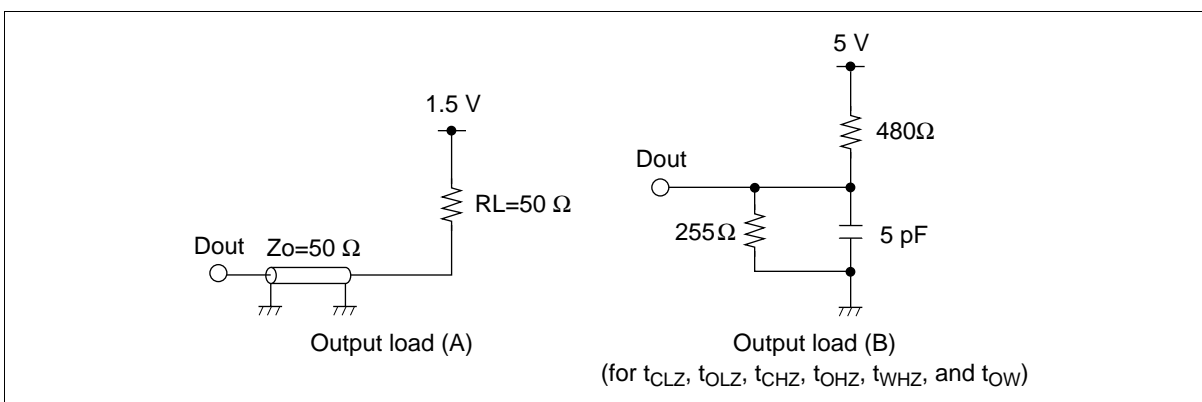 1.5 V
RL=50 Ω
Dout
Zo=50 Ω
Output load (A)
5 V
480Ω
Dout
255Ω
5 pF
Output load (B)
(for tCLZ, tOLZ, tCHZ, tOHZ, tWHZ, and tOW)